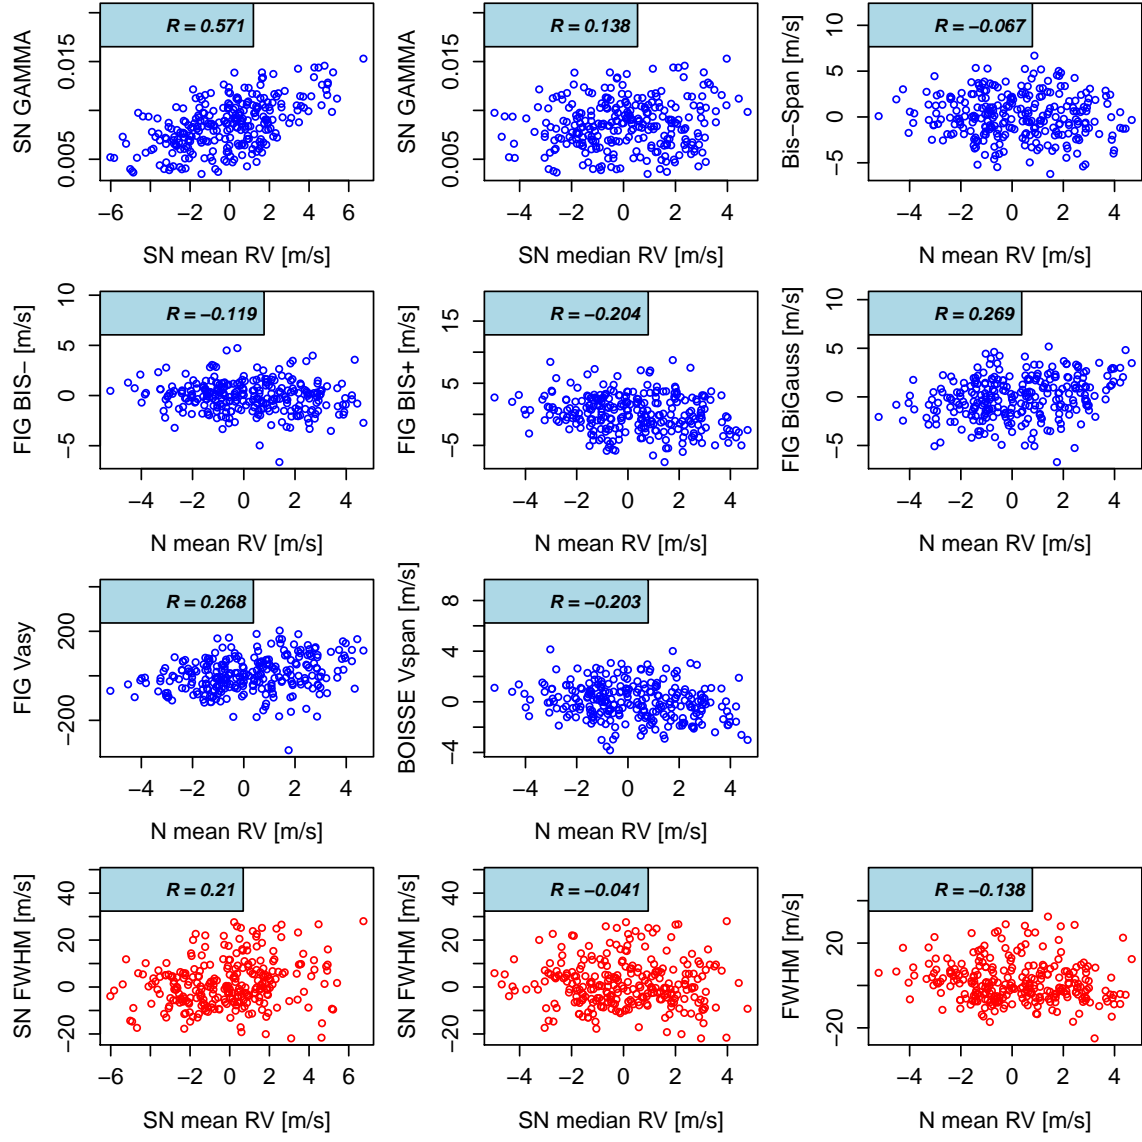 R = 0.571
SN GAMMA
0.005 0.015
−6 −4 −2 0 2 4 6
SN mean RV [m/s]
R = 0.138
SN GAMMA
0.005 0.015
−4 −2 0 2 4
SN median RV [m/s]
R = −0.067
Bis−Span [m/s]
−5 0 5 10
−4 −2 0 2 4
N mean RV [m/s]
R = −0.119
FIG BIS− [m/s]
−5 0 5 10
−4 −2 0 2 4
N mean RV [m/s]
R = −0.204
FIG BIS+ [m/s]
−5 5 15
−4 −2 0 2 4
N mean RV [m/s]
R = 0.269
FIG BiGauss [m/s]
−5 0 5 10
−4 −2 0 2 4
N mean RV [m/s]
R = 0.268
FIG Vasy
−200 200
−4 −2 0 2 4
N mean RV [m/s]
R = −0.203
BOISSE Vspan [m/s]
−4 0 4 8
−4 −2 0 2 4
N mean RV [m/s]
R = 0.21
SN FWHM [m/s]
−20 0 20 40
−6 −4 −2 0 2 4 6
SN mean RV [m/s]
R = −0.041
SN FWHM [m/s]
−20 0 20 40
−4 −2 0 2 4
SN median RV [m/s]
R = −0.138
FWHM [m/s]
−20 20
−4 −2 0 2 4
N mean RV [m/s]